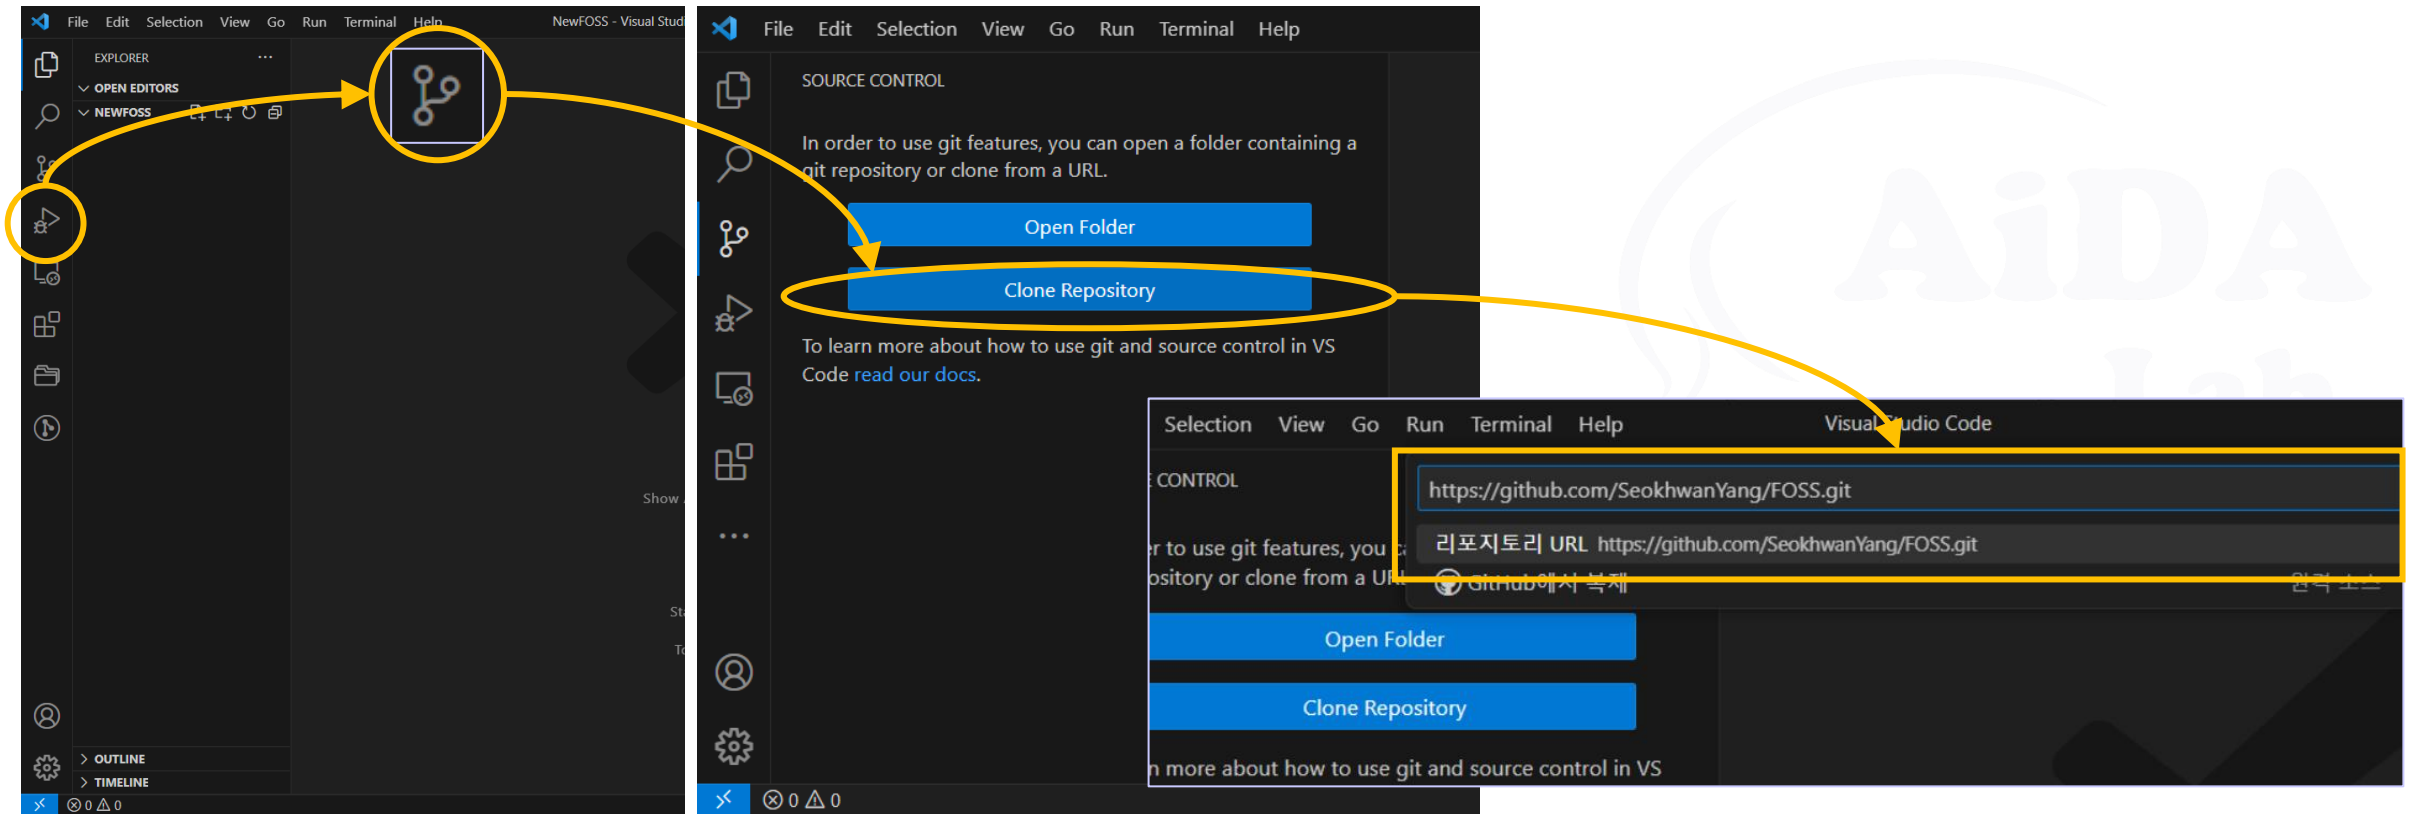 File Edit Selection View Go Run Terminal Help
NewFOSS - Visual Studi
EXPLORER
OPEN EDITORS
NEWFOSS
Show
OUTLINE
TIMELINE
0 0
File Edit Selection View Go Run Terminal Help
SOURCE CONTROL
In order to use git features, you can open a folder containing a
git repository or clone from a URL.
Open Folder
Clone Repository
To learn more about how to use git and source control in VS
Code read our docs.
0 0
AiDA
Lab
Selection View Go Run Terminal Help
Visual Studio Code
CONTROL
https://github.com/SeokhwanYang/FOSS.git
리포지토리 URL https://github.com/SeokhwanYang/FOSS.git
GitHub에서 복제
원격 소스
er to use git features, you ca
ository or clone from a URL
Open Folder
Clone Repository
n more about how to use git and source control in VS